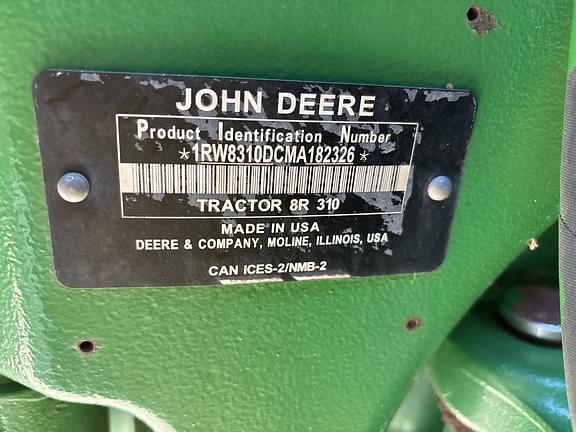 JOHN DEERE
Product Identification Number
*1RW8310DCMA182326*
TRACTOR 8R 310
MADE IN USA
DEERE & COMPANY, MOLINE, ILLINOIS, USA
CAN ICES-2/NMB-2